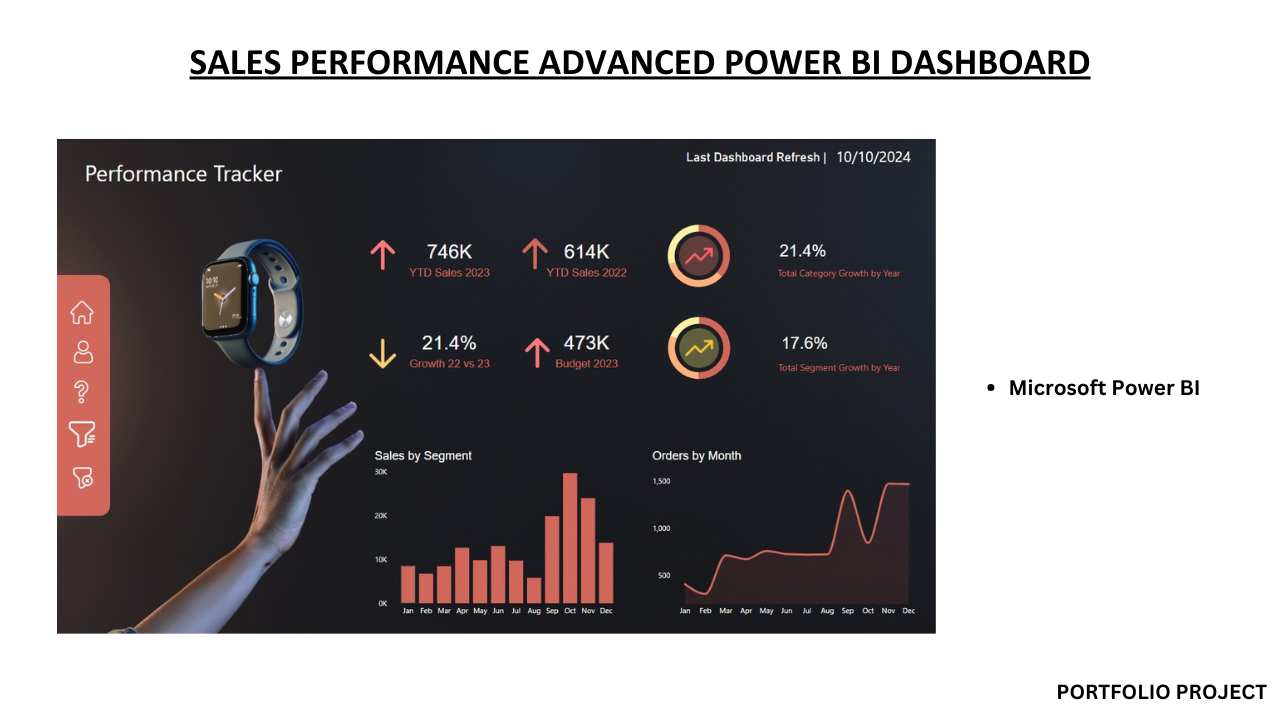 SALES PERFORMANCE ADVANCED POWER BI DASHBOARD
Performance Tracker
Last Dashboard Refresh | 10/10/2024
746K
YTD Sales 2023
614K
YTD Sales 2022
21.4%
Total Category Growth by Year
21.4%
Growth 22 vs 23
473K
Budget 2023
17.6%
Total Segment Growth by Year
• Microsoft Power BI
Sales by Segment
30K
20K
10K
0K
Jan Feb Mar Apr May Jun Jul Aug Sep Oct Nov Dec
Orders by Month
1,500
1,000
500
Jan Feb Mar Apr May Jun Jul Aug Sep Oct Nov Dec
PORTFOLIO PROJECT